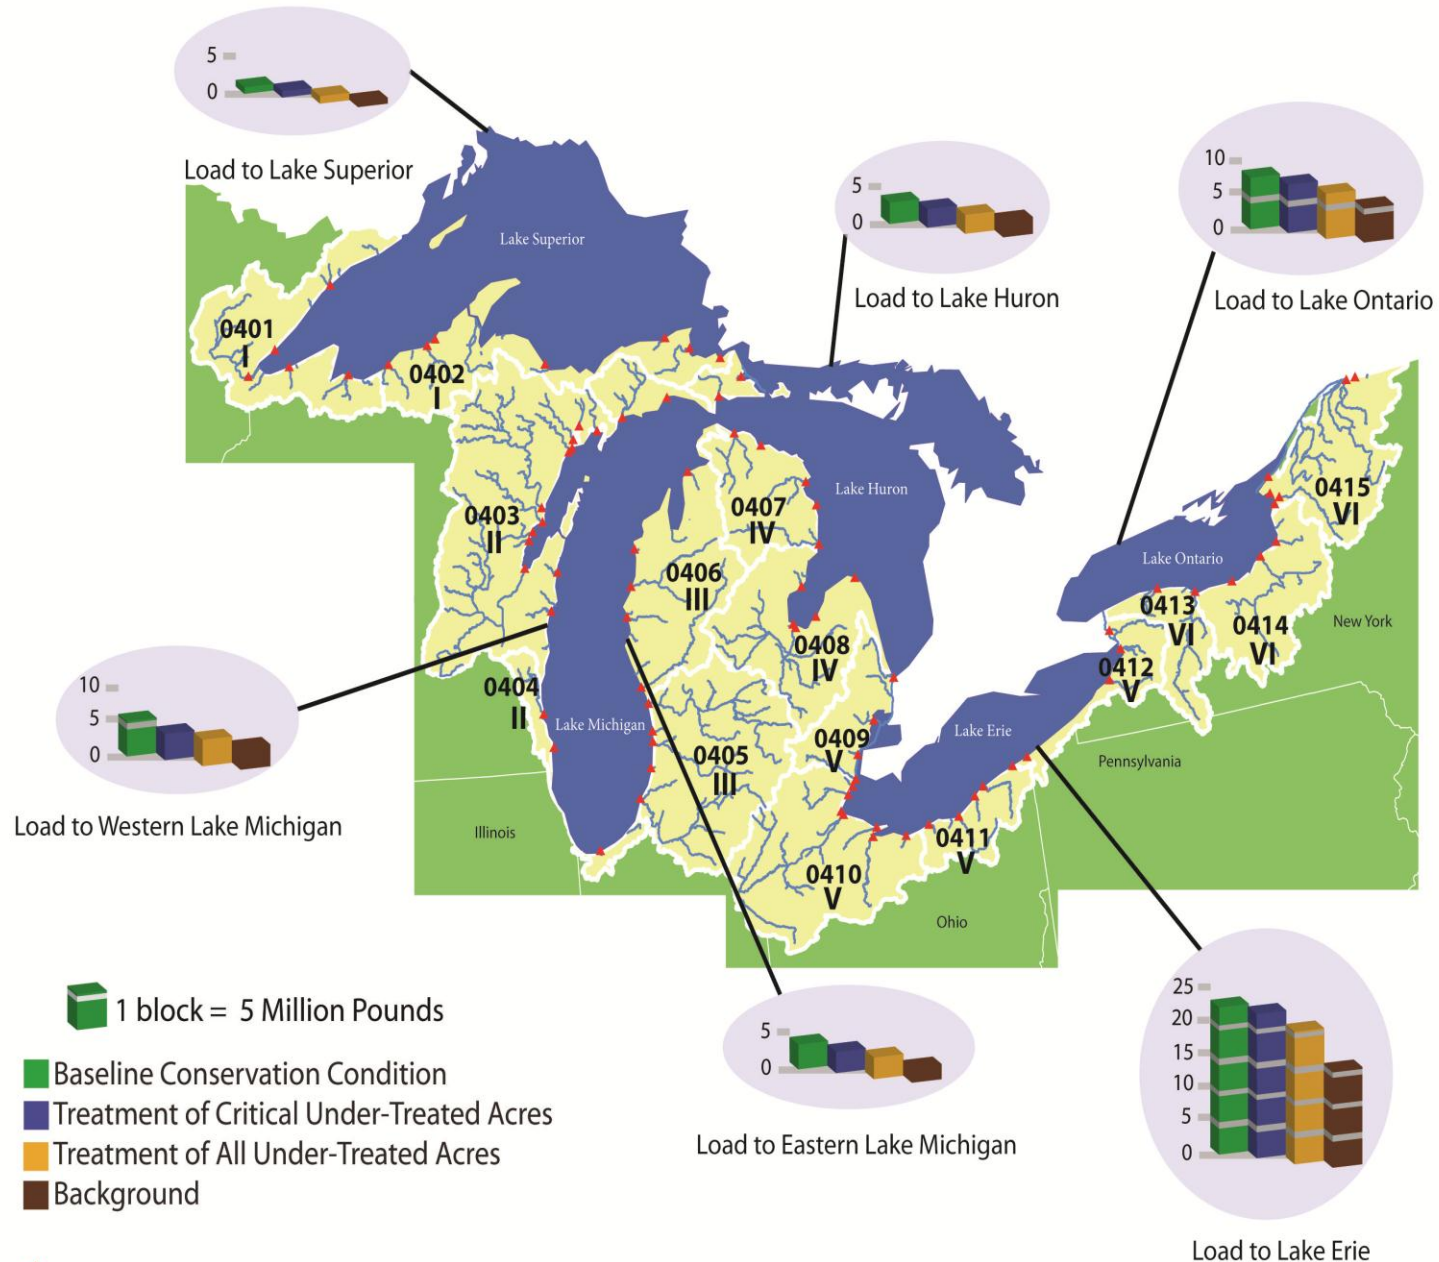 5
0
Load to Lake Superior
5
0
Load to Lake Huron
10
5
0
Load to Lake Ontario
Lake Superior
0401
I
0402
I
0403
II
Lake Huron
0407
IV
0415
VI
Lake Ontario
0406
III
0413
VI
0414
VI
New York
0408
IV
0412
V
10
5
0
Load to Western Lake Michigan
0404
II
Lake Michigan
0405
III
0409
V
Lake Erie
Pennsylvania
Illinois
0411
V
0410
V
Ohio
1 block = 5 Million Pounds
Baseline Conservation Condition
Treatment of Critical Under-Treated Acres
Treatment of All Under-Treated Acres
Background
5
0
Load to Eastern Lake Michigan
25
20
15
10
5
0
Load to Lake Erie